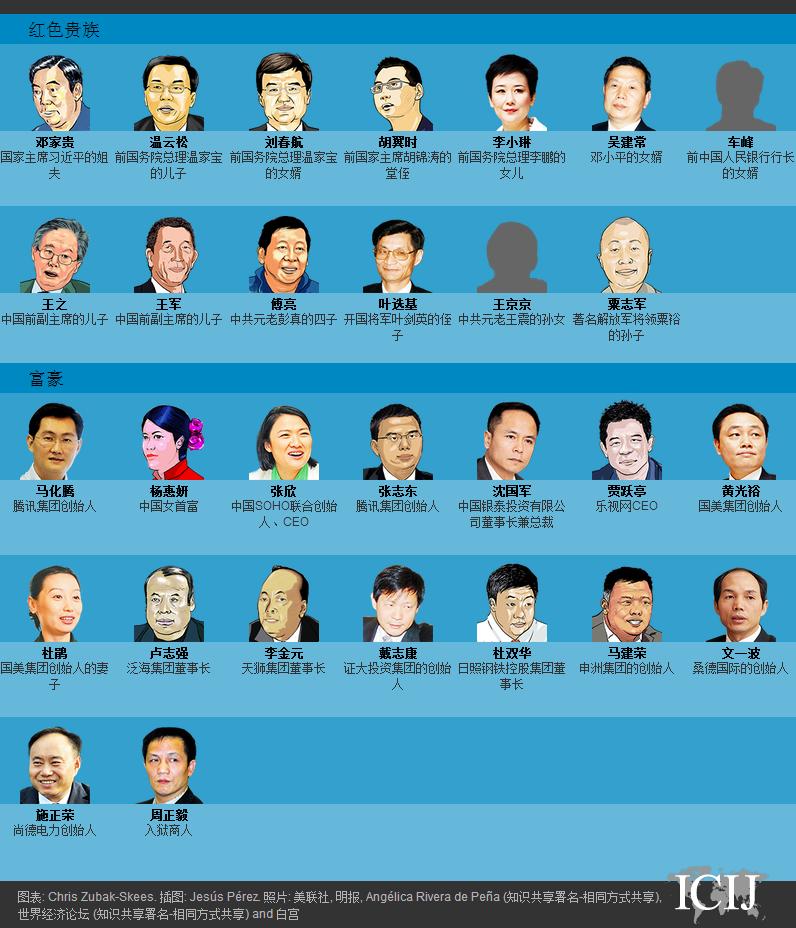 红色贵族
邓家贵 温云松 刘春航 胡翼时 李小琳 吴建常 车峰
国家主席习近平的姐 前国务院总理温家宝 前国务院总理温家宝 前国家主席胡锦涛的 前国务院总理李鹏的 邓小平的女婿 前中国人民银行行长
夫 的儿子 的女婿 堂侄 女儿 的女婿
王之 王军 傅亮 叶选基 王京京 粟志军
中国前副主席的儿子 中国前副主席的儿子 中共元老彭真的四子 开国将军叶剑英的侄 中共元老王震的孙女 著名解放军将领粟裕
子 的孙子
富豪
马化腾 杨惠妍 张欣 张志东 沈国军 贾跃亭 黄光裕
腾讯集团创始人 中国女首富 中国SOHO联合创始 腾讯集团创始人 中国银泰投资有限公 乐视网CEO 国美集团创始人
人、CEO 司董事长兼总裁
杜鹃 卢志强 李金元 戴志康 杜双华 马建荣 文一波
国美集团创始人的妻 泛海集团董事长 天狮集团董事长 证大投资集团的创始 日照钢铁控股集团董 申洲集团的创始人 桑德国际的创始人
子 人 事长
施正荣 周正毅
尚德电力创始人 入狱商人
图表: Chris Zubak-Skees. 插图: Jesús Pérez. 照片: 美联社, 明报, Angélica Rivera de Peña (知识共享署名-相同方式共享),
世界经济论坛 (知识共享署名-相同方式共享) and 白宫
ICIJ